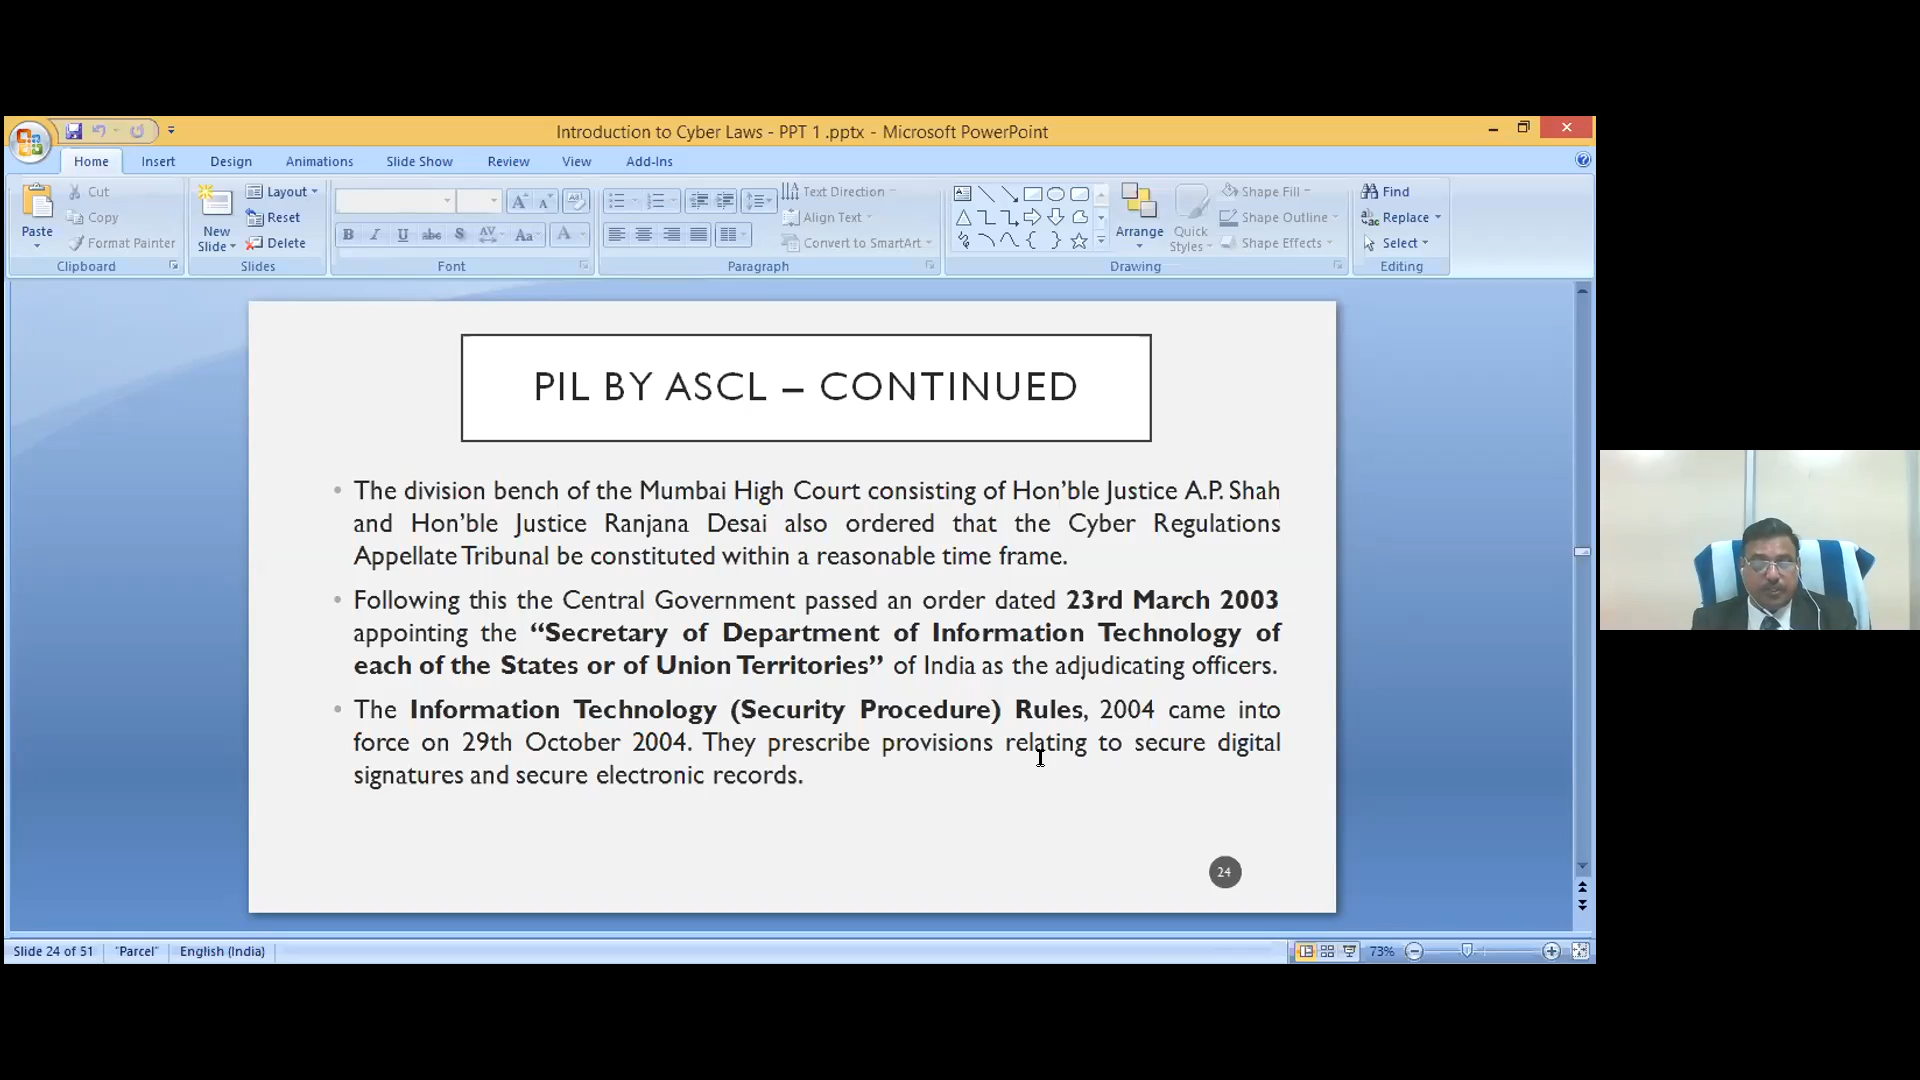 Introduction to Cyber Laws - PPT 1 .pptx - Microsoft PowerPoint
Home Insert Design Animations Slide Show Review View Add-Ins
Paste
Cut
Copy
Format Painter
Clipboard
New
Slide
Layout
Reset
Delete
Slides
Font
Text Direction
Align Text
Convert to SmartArt
Paragraph
Arrange
Quick
Styles
Shape Fill
Shape Outline
Shape Effects
Drawing
Find
Replace
Select
Editing
PIL BY ASCL – CONTINUED
• The division bench of the Mumbai High Court consisting of Hon’ble Justice A.P. Shah
and Hon’ble Justice Ranjana Desai also ordered that the Cyber Regulations
Appellate Tribunal be constituted within a reasonable time frame.
• Following this the Central Government passed an order dated 23rd March 2003
appointing the “Secretary of Department of Information Technology of
each of the States or of Union Territories” of India as the adjudicating officers.
• The Information Technology (Security Procedure) Rules, 2004 came into
force on 29th October 2004. They prescribe provisions relating to secure digital
signatures and secure electronic records.
24
Slide 24 of 51 "Parcel" English (India) 73%